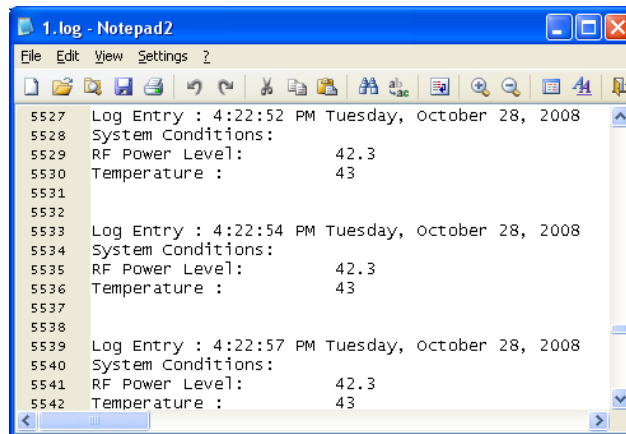 1.log - Notepad2
File Edit View Settings ?
5527 Log Entry : 4:22:52 PM Tuesday, October 28, 2008
5528 System Conditions:
5529 RF Power Level: 42.3
5530 Temperature : 43
5531
5532
5533 Log Entry : 4:22:54 PM Tuesday, October 28, 2008
5534 System Conditions:
5535 RF Power Level: 42.3
5536 Temperature : 43
5537
5538
5539 Log Entry : 4:22:57 PM Tuesday, October 28, 2008
5540 System Conditions:
5541 RF Power Level: 42.3
5542 Temperature : 43